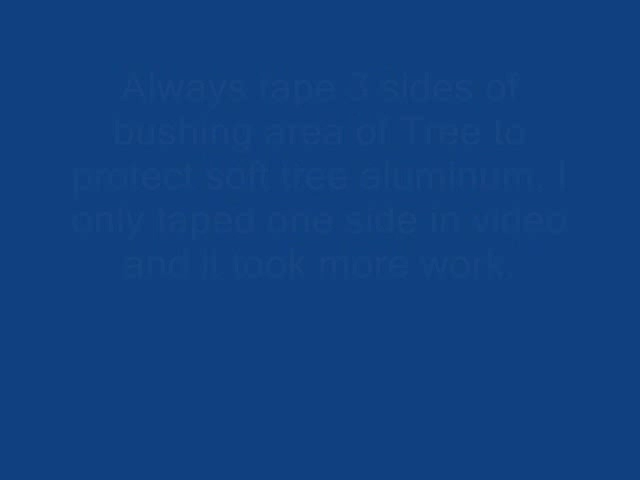 Always tape 3 sides of
bushing area of Tree to
protect soft tree aluminum. I
only taped one side in video
and it took more work.